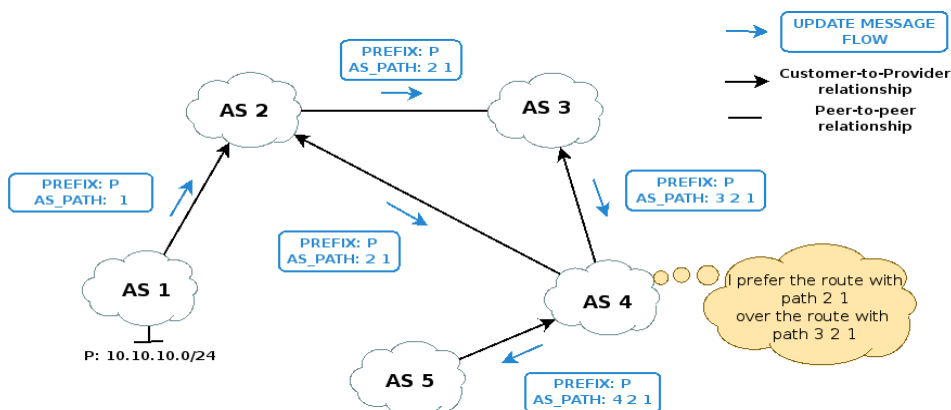 UPDATE MESSAGE
FLOW
Customer-to-Provider
relationship
Peer-to-peer
relationship
PREFIX: P
AS_PATH: 2 1
AS 2
AS 3
PREFIX: P
AS_PATH: 1
PREFIX: P
AS_PATH: 3 2 1
PREFIX: P
AS_PATH: 2 1
AS 1
AS 4
I prefer the route with
path 2 1
over the route with
path 3 2 1
P: 10.10.10.0/24
AS 5
PREFIX: P
AS_PATH: 4 2 1